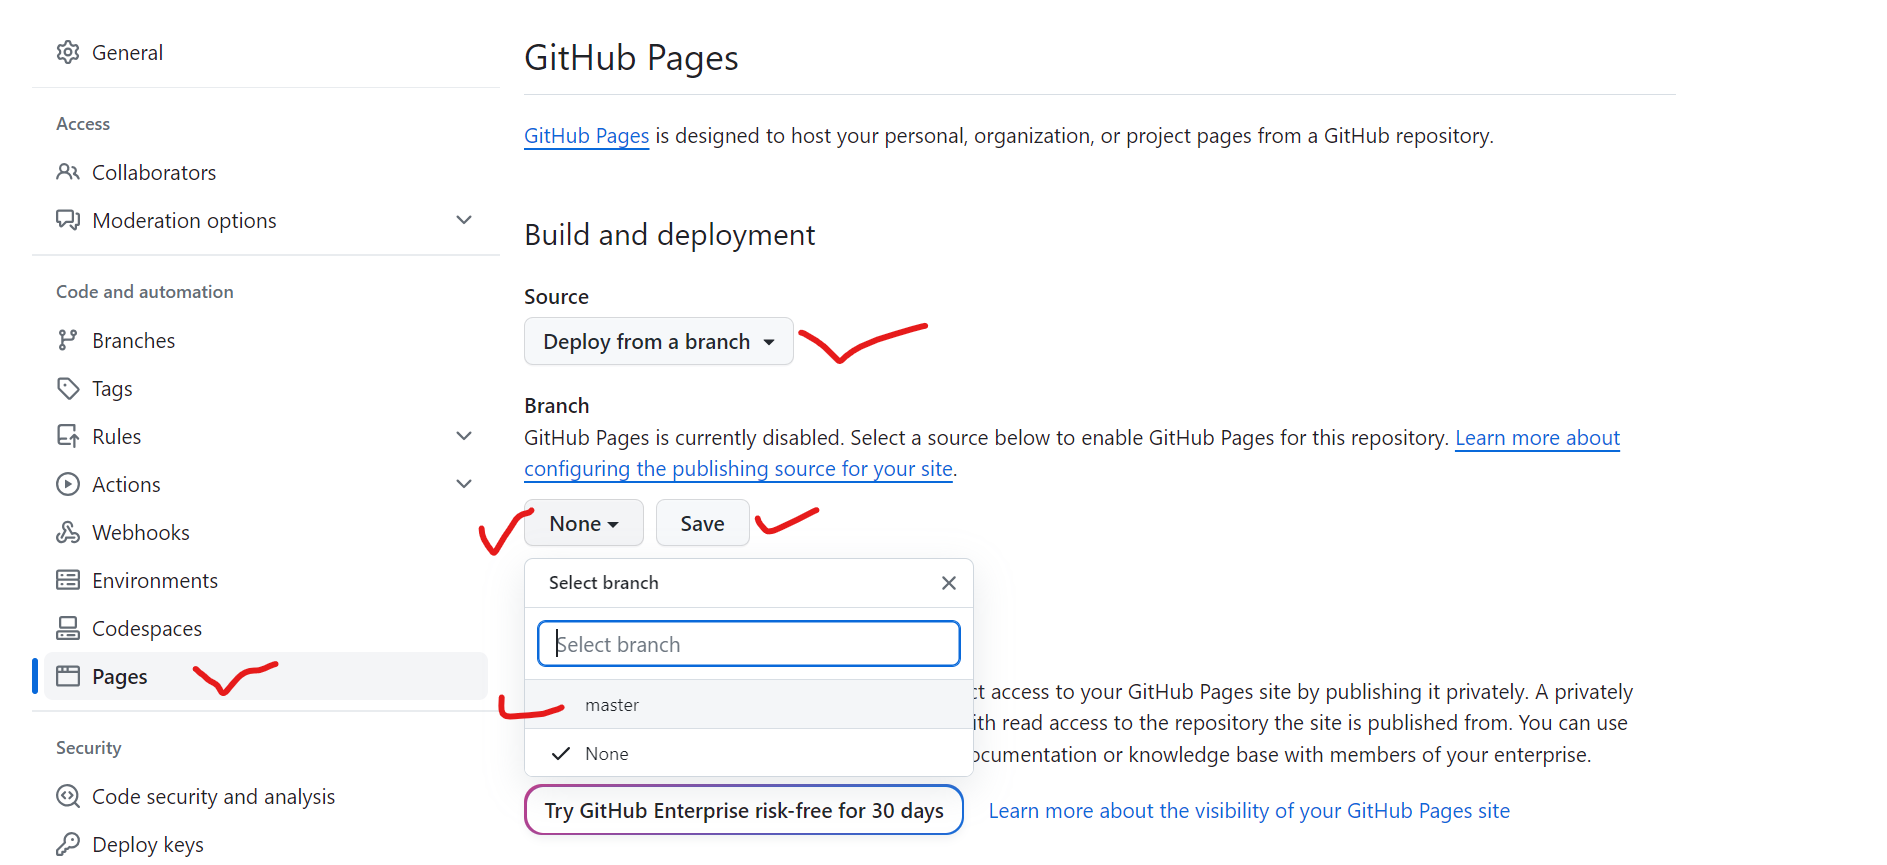 General
Access
Collaborators
Moderation options
Code and automation
Branches
Tags
Rules
Actions
Webhooks
Environments
Codespaces
Pages
Security
Code security and analysis
Deploy keys
GitHub Pages
GitHub Pages is designed to host your personal, organization, or project pages from a GitHub repository.
Build and deployment
Source
Deploy from a branch
Branch
GitHub Pages is currently disabled. Select a source below to enable GitHub Pages for this repository. Learn more about
configuring the publishing source for your site.
None Save
Select branch
Select branch
master
None
access to your GitHub Pages site by publishing it privately. A privately
read access to the repository the site is published from. You can use
or knowledge base with members of your enterprise.
Try GitHub Enterprise risk-free for 30 days Learn more about the visibility of your GitHub Pages site